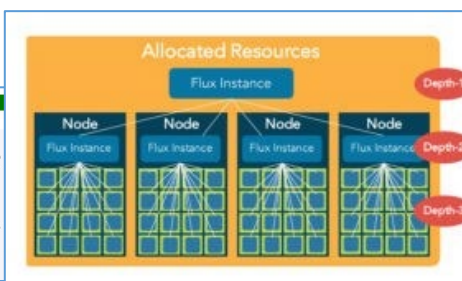 Allocated Resources
Flux Instance
Depth-1
Node Node Node Node
Flux Instance Flux Instance Flux Instance Flux Instance
Depth-2
Depth-3